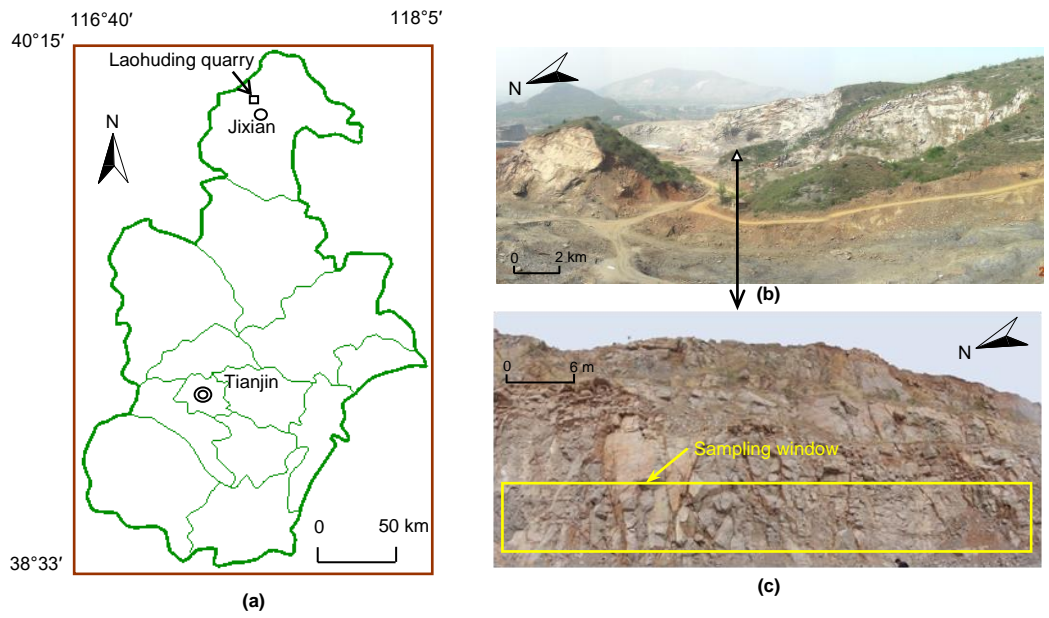 116°40′
118°5′
40°15′
Laohuding quarry
Jixian
N
Tianjin
0
50 km
38°33′
(a)
N
0
2 km
2
(b)
N
0
6 m
Sampling window
(c)